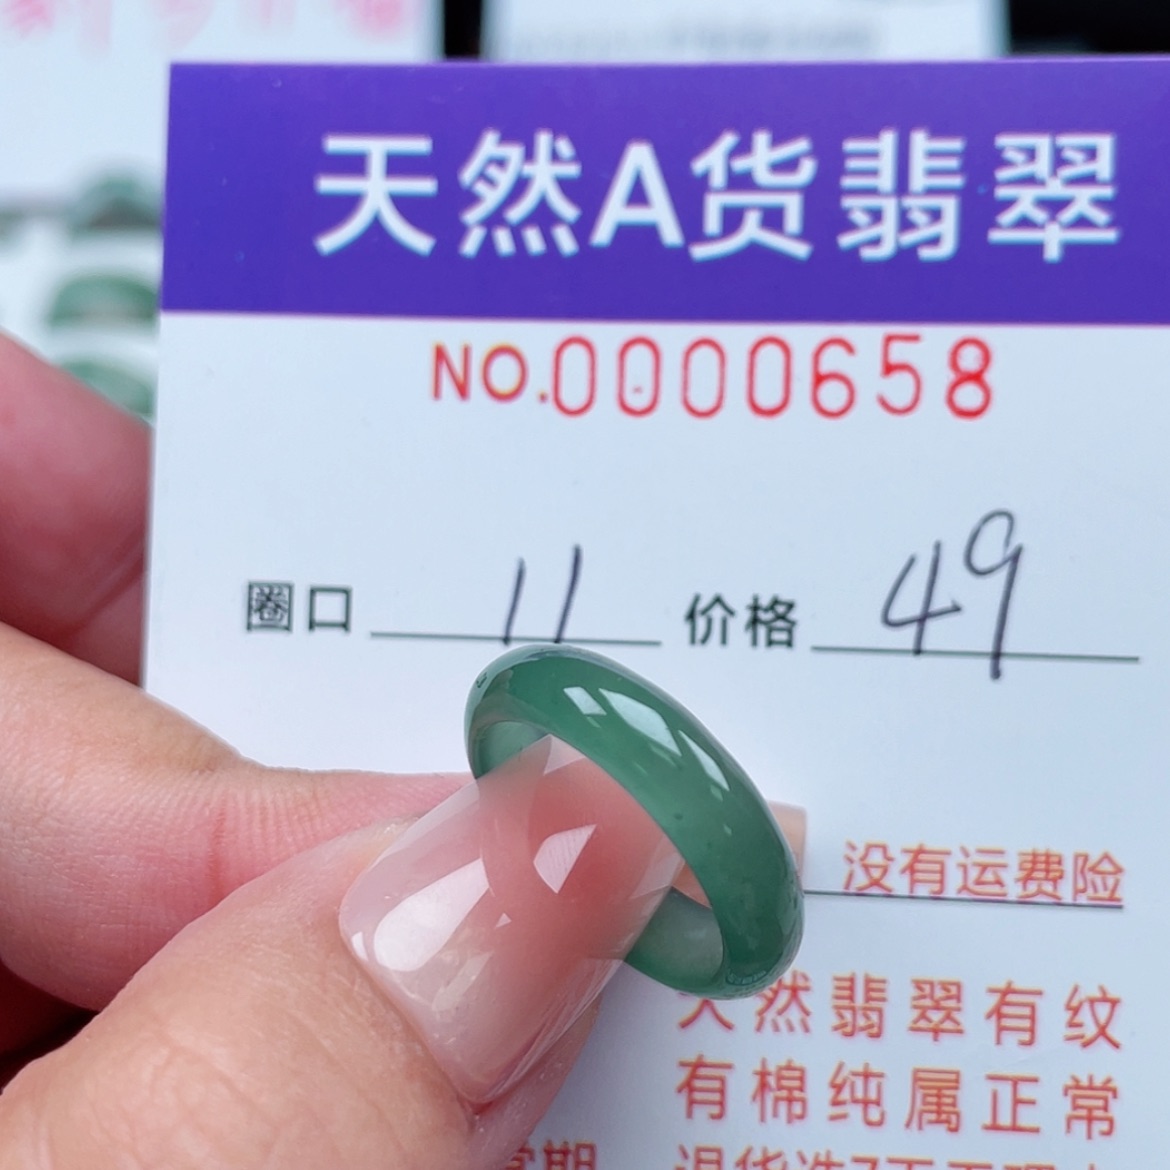 天然A货翡翠
NO.0000658
圈口 11 价格 49
没有运费险
天然翡翠有纹
有棉纯属正常